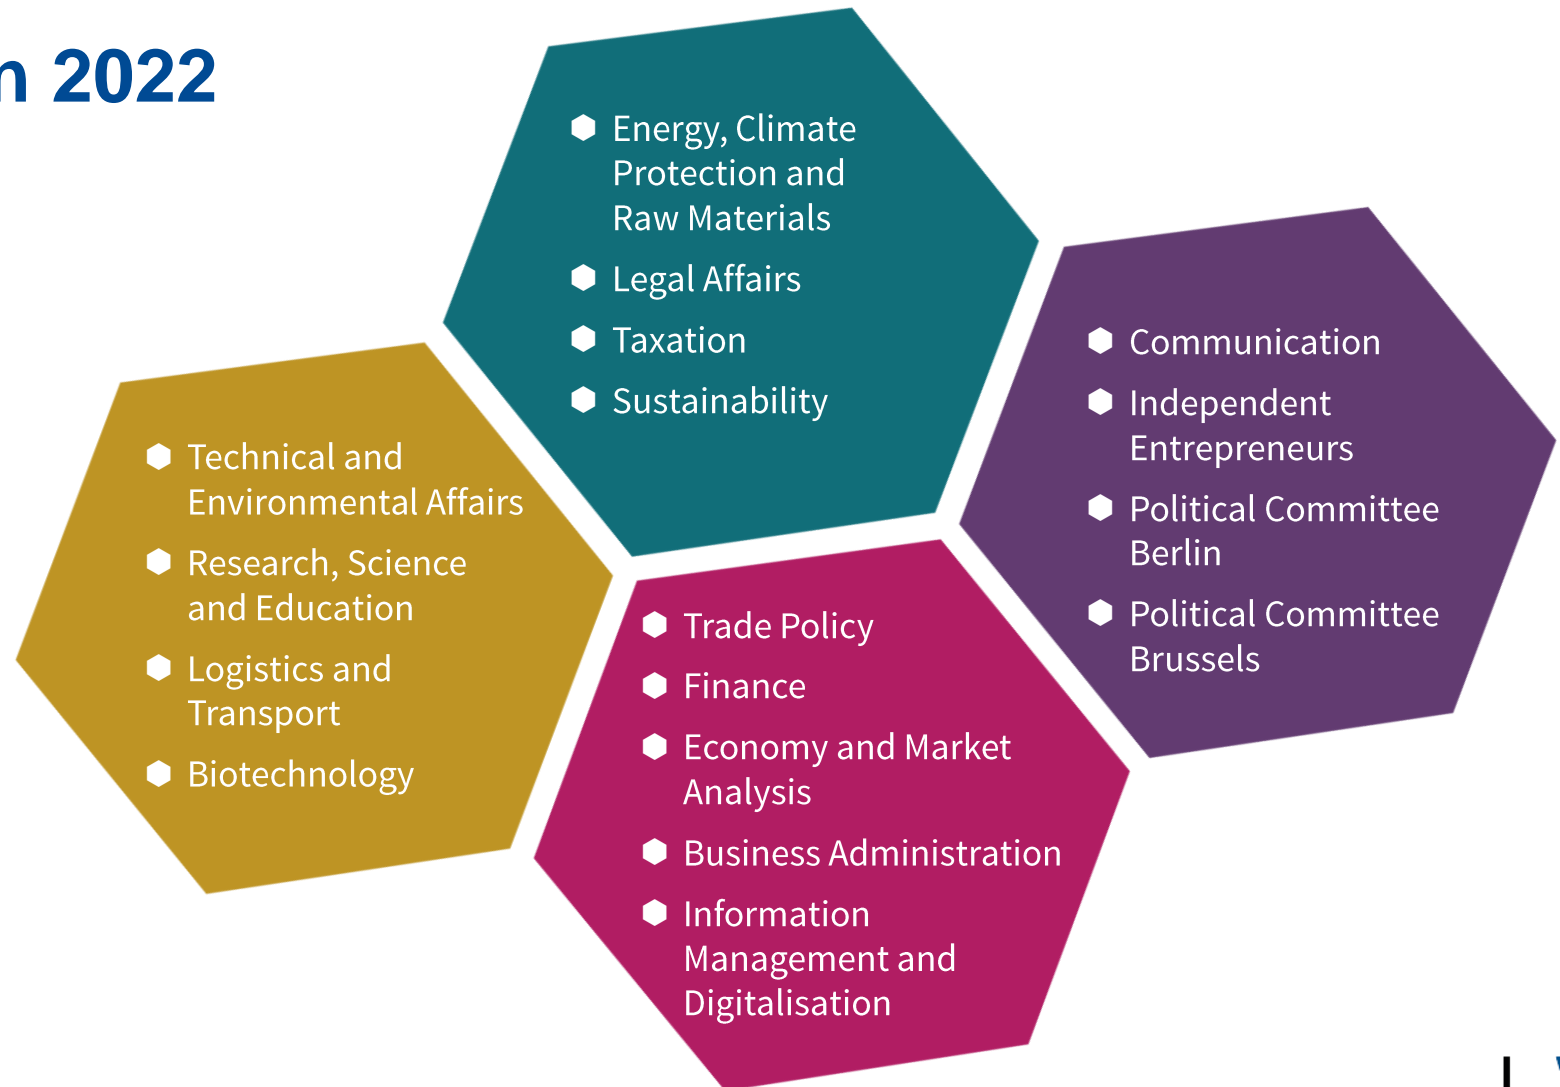 n 2022
Energy, Climate
Protection and
Raw Materials
Legal Affairs
Taxation
Sustainability
Communication
Independent
Entrepreneurs
Political Committee
Berlin
Political Committee
Brussels
Technical and
Environmental Affairs
Research, Science
and Education
Logistics and
Transport
Biotechnology
Trade Policy
Finance
Economy and Market
Analysis
Business Administration
Information
Management and
Digitalisation